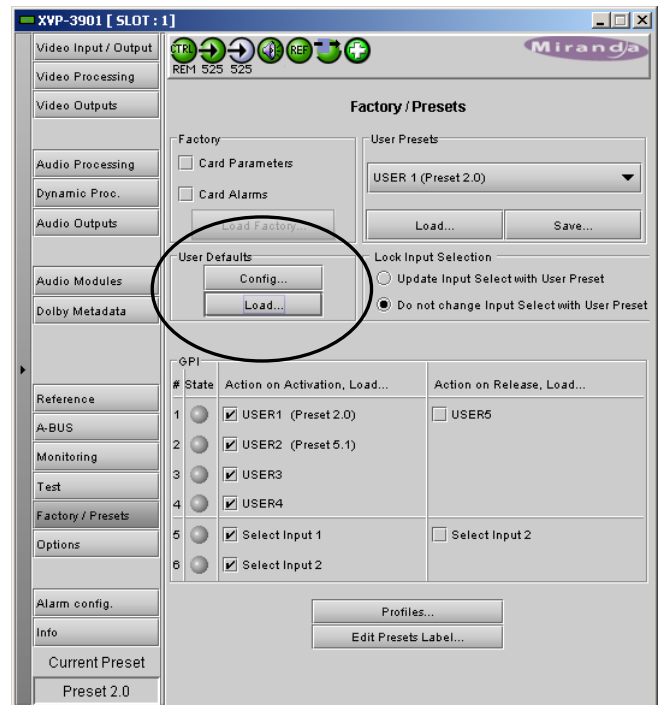 XVP-3901 [ SLOT : 1]
Video Input / Output
Video Processing
Video Outputs
Audio Processing
Dynamic Proc.
Audio Outputs
Audio Modules
Dolby Metadata
Reference
A-BUS
Monitoring
Test
Factory / Presets
Options
Alarm config.
Info
Current Preset
Preset 2.0
CTRL REF
REM 525 525
Miranda
Factory / Presets
Factory
Card Parameters
Card Alarms
Load Factory...
User Presets
USER 1 (Preset 2.0)
Load... Save...
User Defaults
Config...
Load...
Lock Input Selection
Update Input Select with User Preset
Do not change Input Select with User Preset
GPI
# State Action on Activation, Load... Action on Release, Load...
1 USER1 (Preset 2.0) USER5
2 USER2 (Preset 5.1)
3 USER3
4 USER4
5 Select Input 1 Select Input 2
6 Select Input 2
Profiles...
Edit Presets Label...